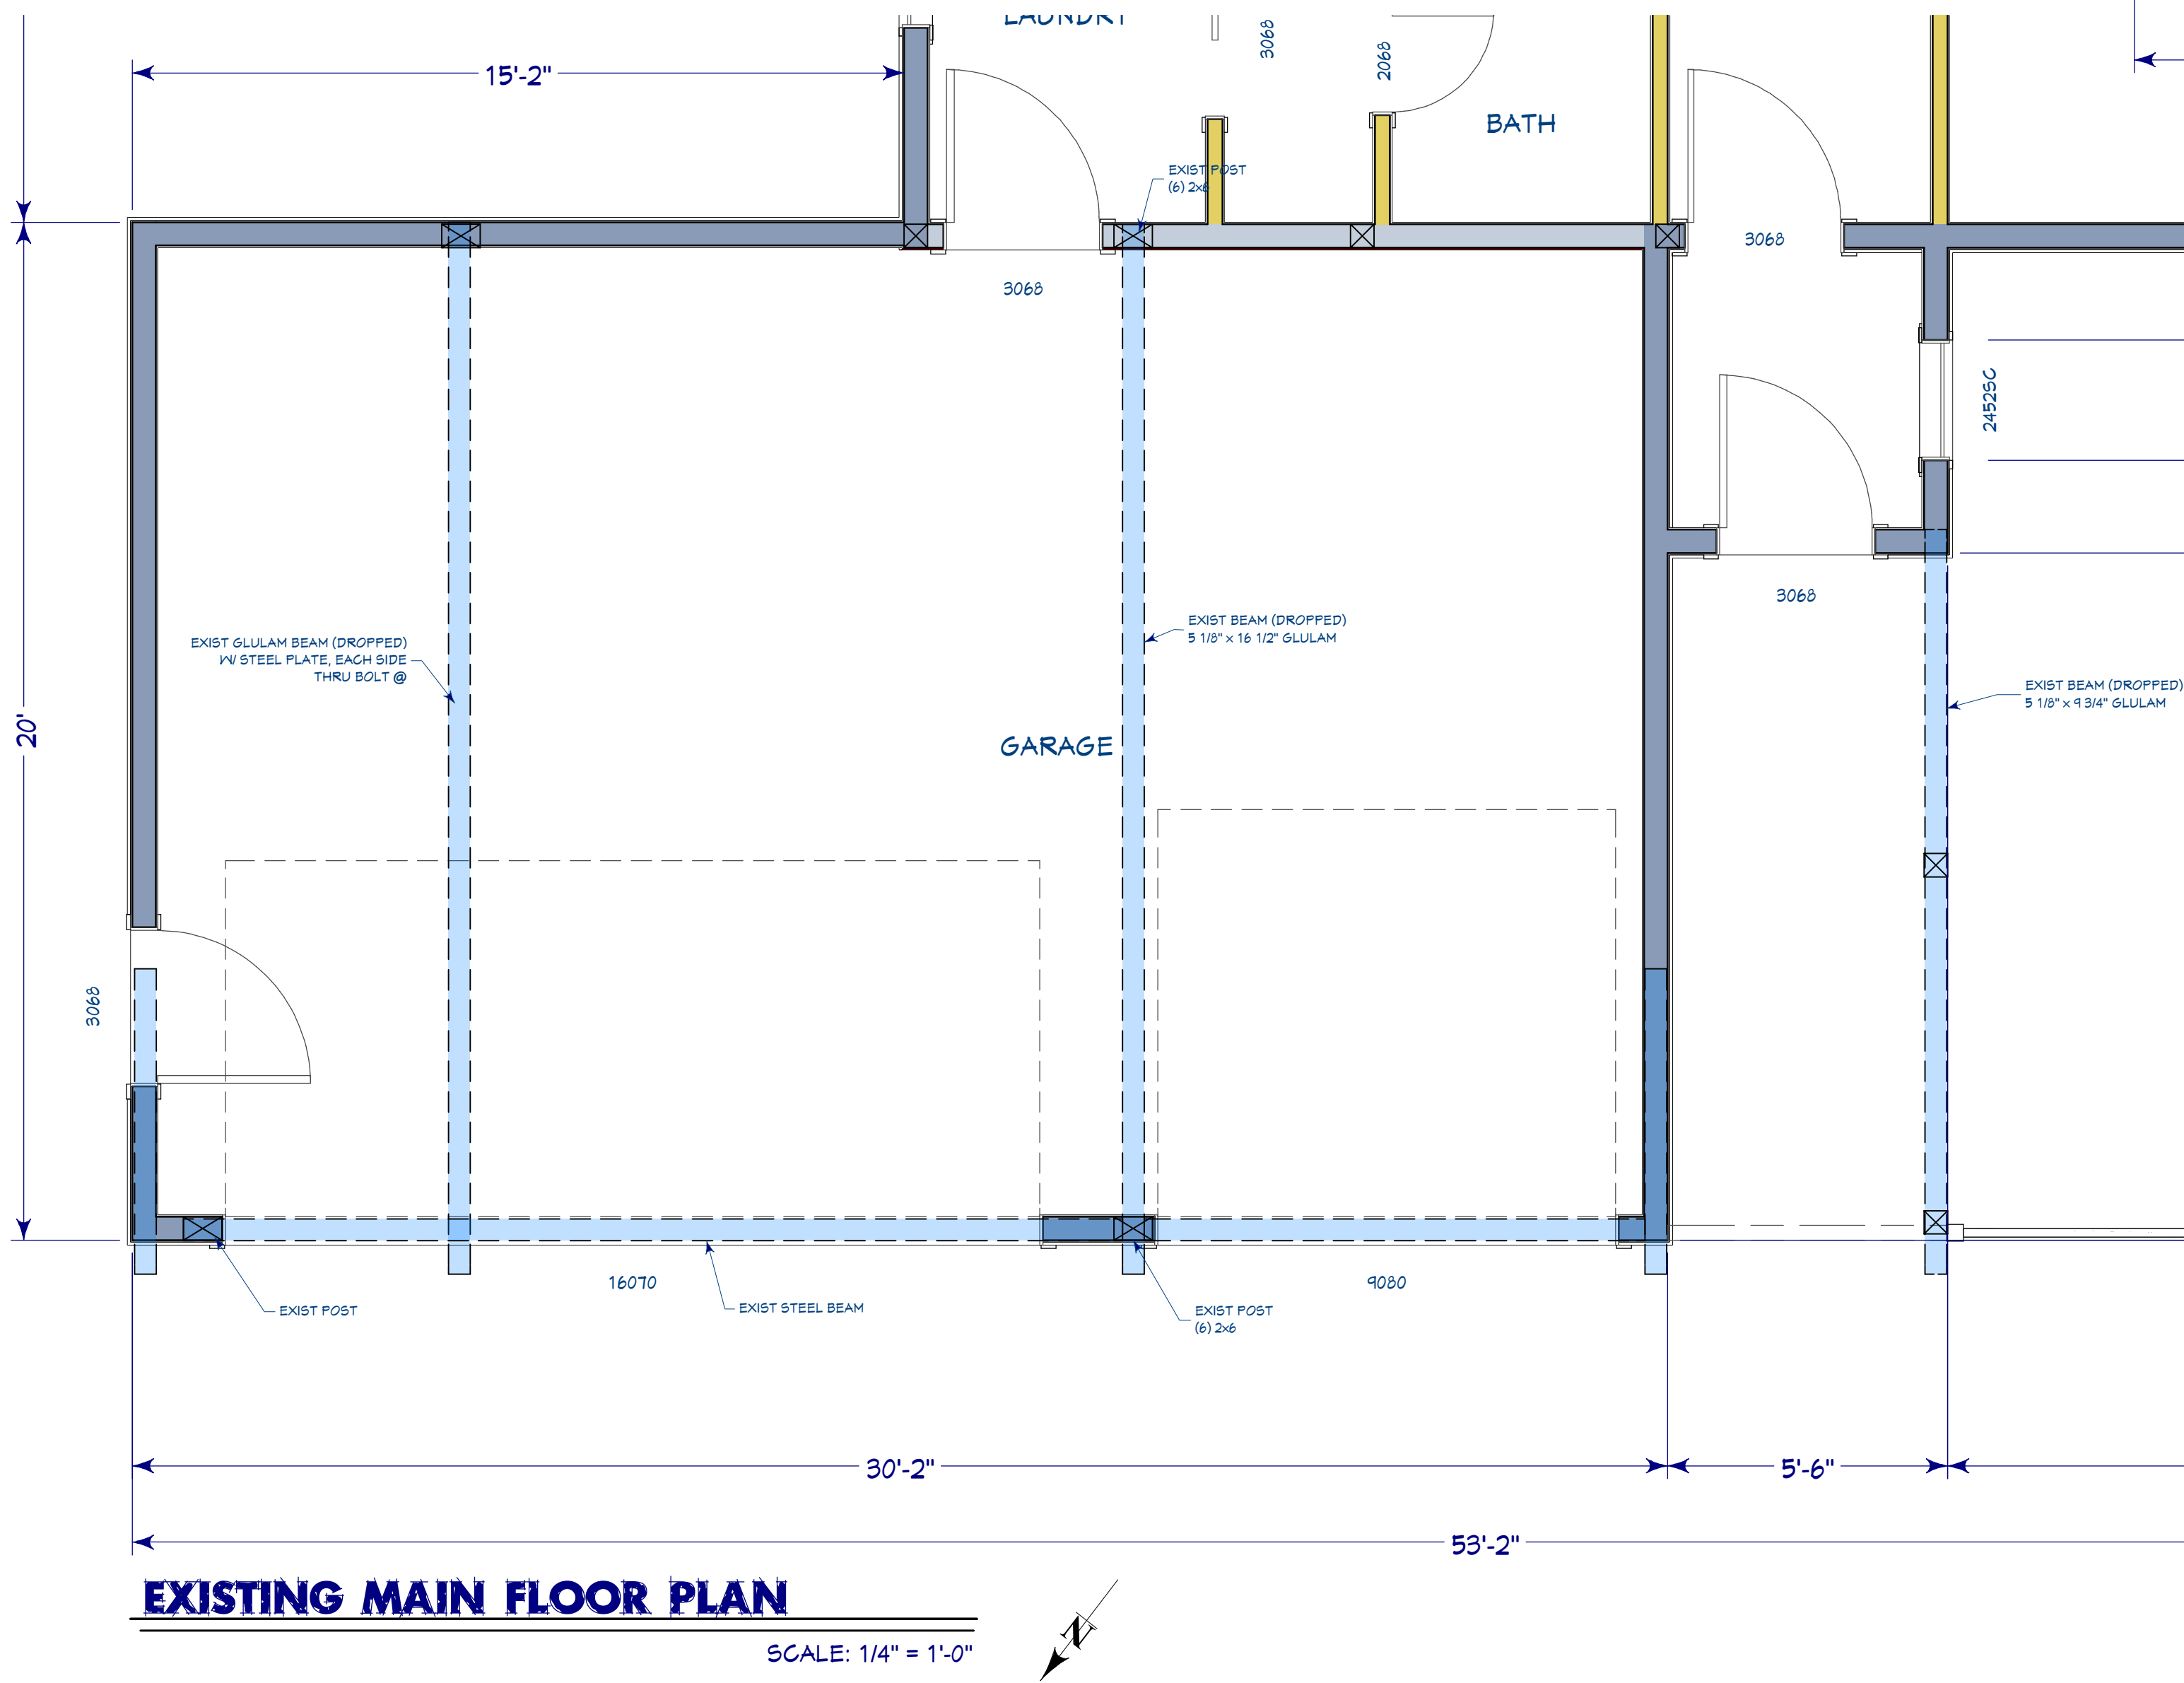 LAUNDRY
3068
2068
15'-2"
BATH
EXIST POST
(6) 2x6
3068
3068
2452SC
3068
EXIST GLULAM BEAM (DROPPED)
W/ STEEL PLATE, EACH SIDE
THRU BOLT @
EXIST BEAM (DROPPED)
5 1/8" x 16 1/2" GLULAM
EXIST BEAM (DROPPED)
5 1/8" x 9 3/4" GLULAM
20'
GARAGE
3068
16070
9080
EXIST POST
EXIST STEEL BEAM
EXIST POST
(6) 2x6
30'-2"
5'-6"
53'-2"
EXISTING MAIN FLOOR PLAN
SCALE: 1/4" = 1'-0"
N